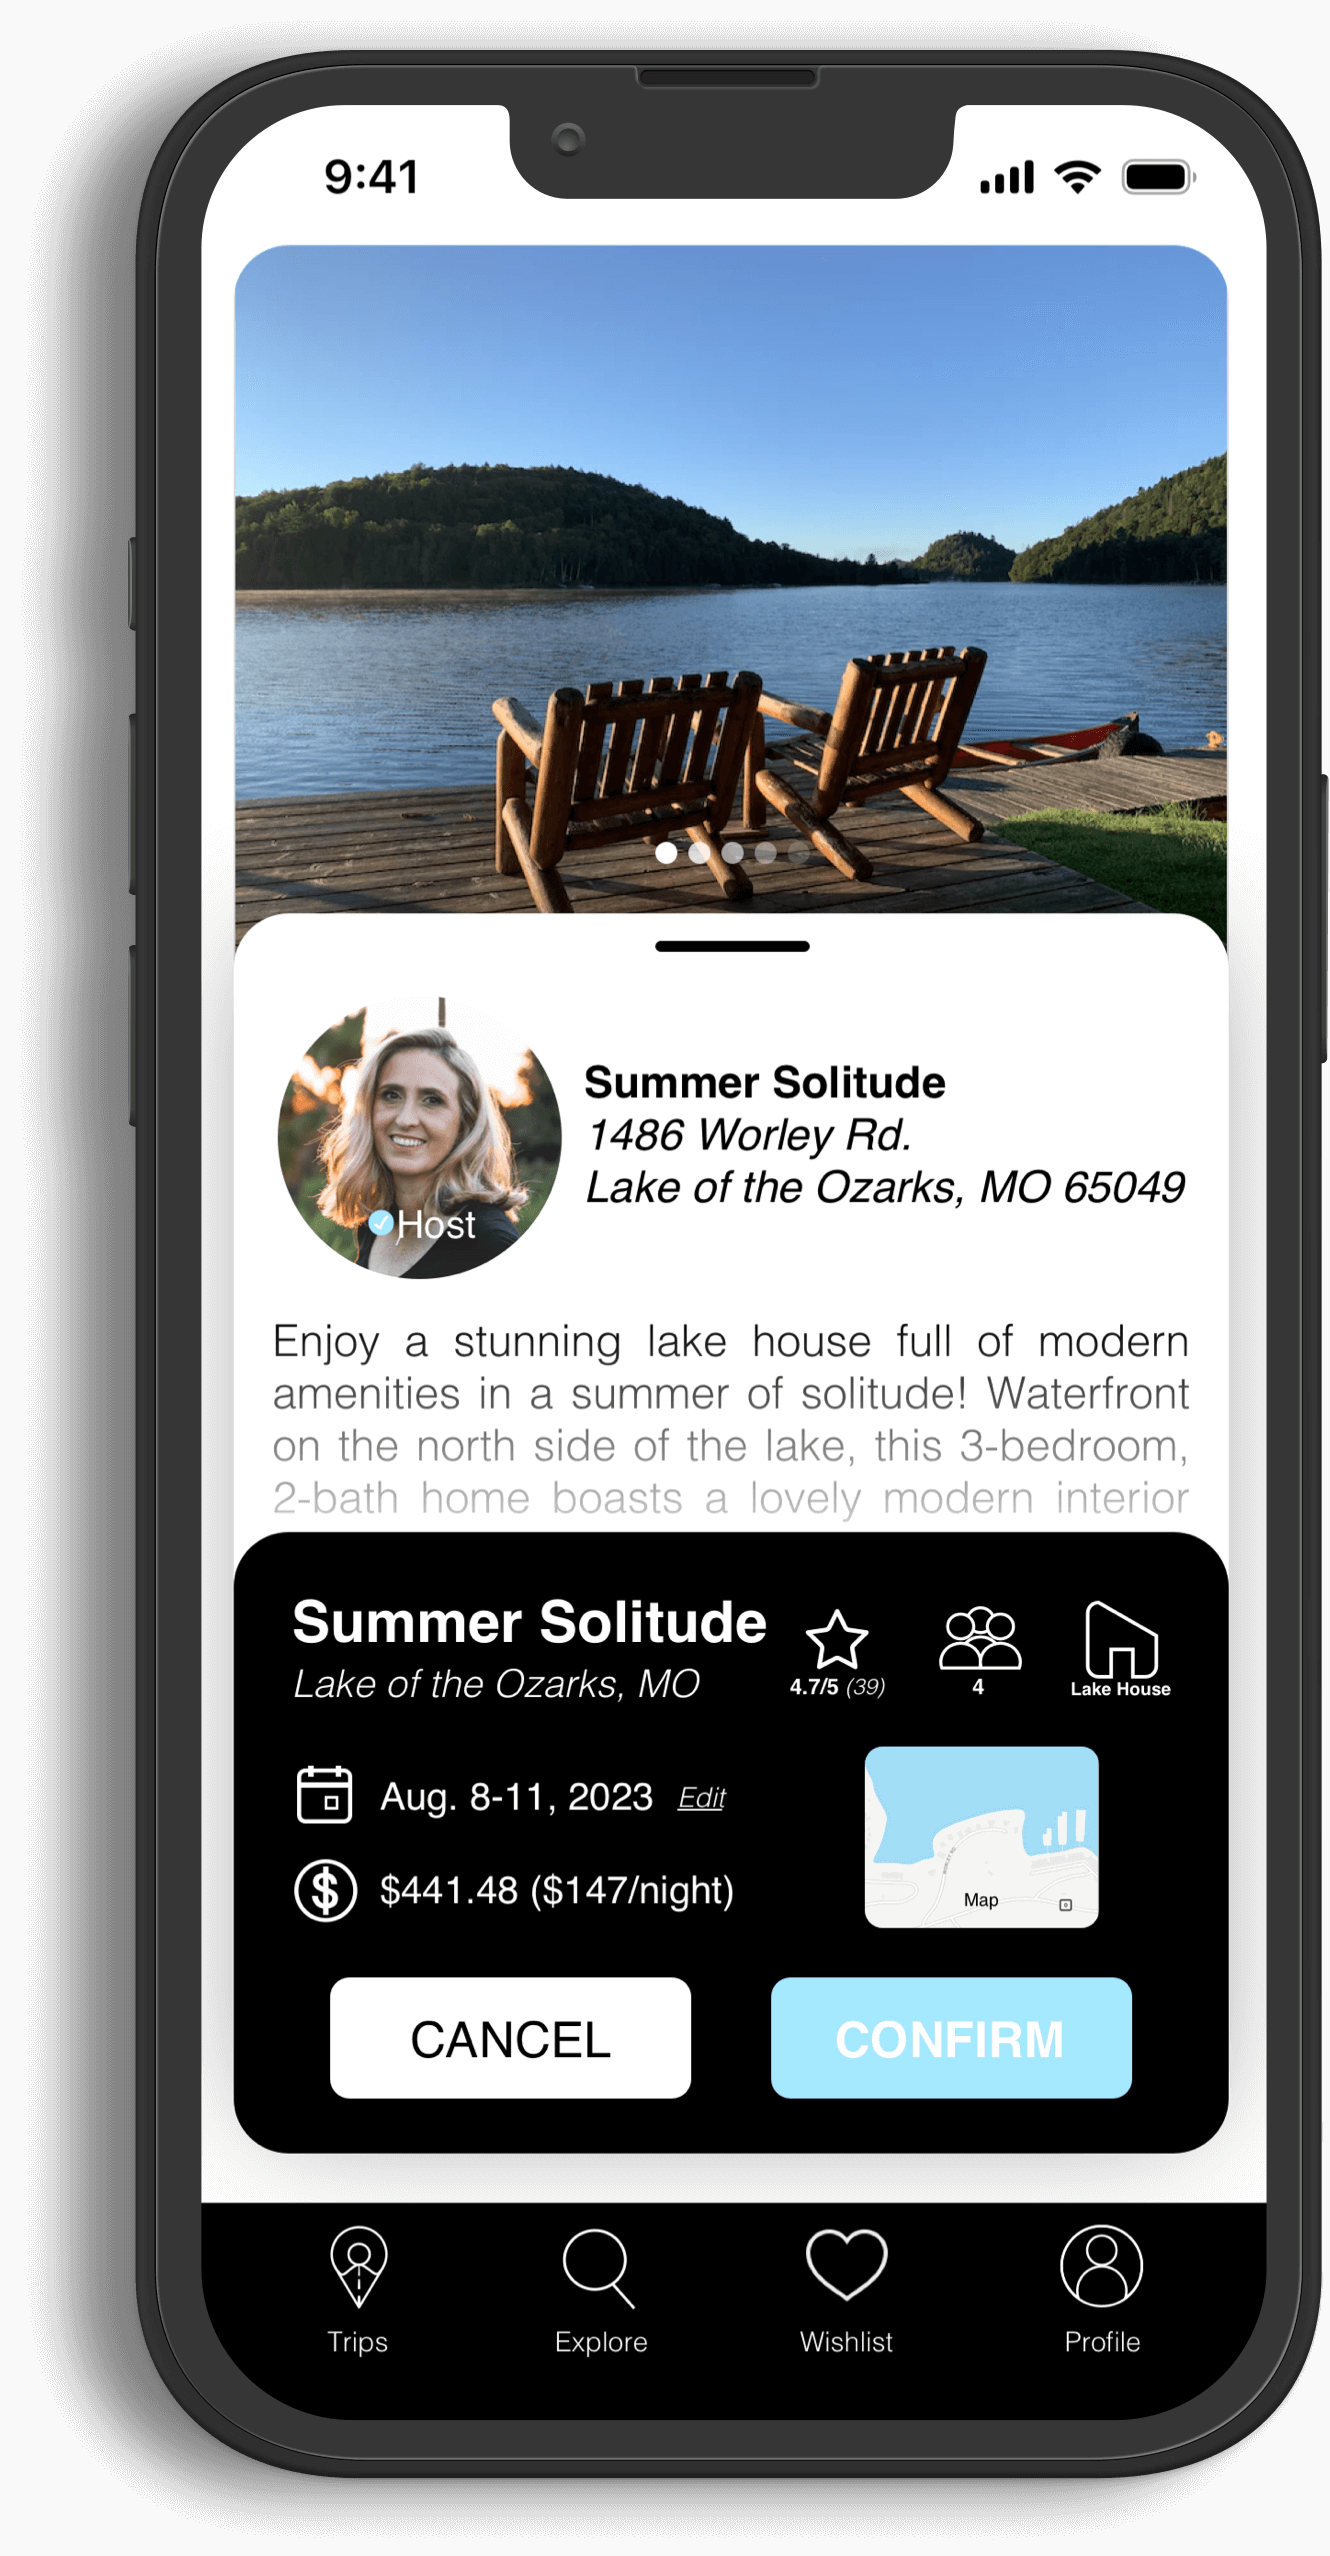 9:41
Host
Summer Solitude
1486 Worley Rd.
Lake of the Ozarks, MO 65049
Enjoy a stunning lake house full of modern
amenities in a summer of solitude! Waterfront
on the north side of the lake, this 3-bedroom,
2-bath home boasts a lovely modern interior
Summer Solitude
Lake of the Ozarks, MO
4.7/5 (39)
4
Lake House
Aug. 8-11, 2023 Edit
$441.48 ($147/night)
WORLEY RD
Map
CANCEL
CONFIRM
Trips
Explore
Wishlist
Profile